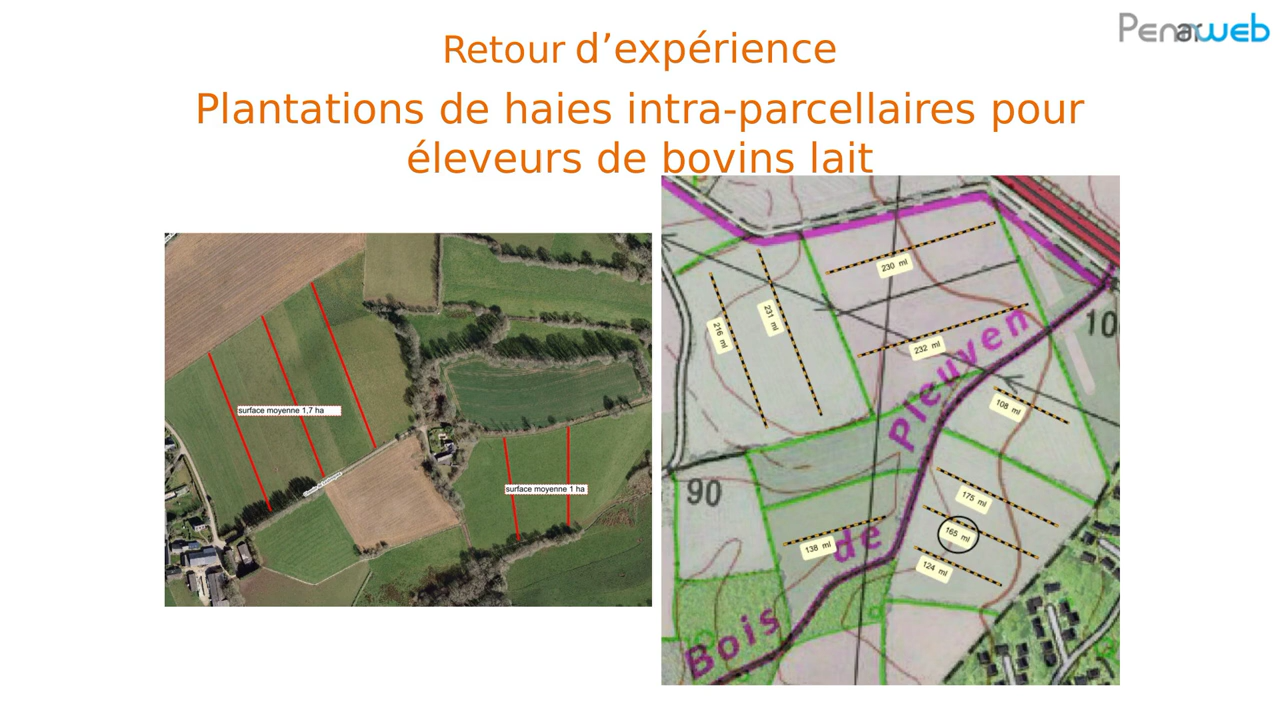 Retour d’expérience
Penarweb
Plantations de haies intra-parcellaires pour
éleveurs de bovins lait
surface moyenne 1,7 ha
surface moyenne 1 ha
230 ml
231 ml
216 ml
232 ml
108 ml
175 ml
165 ml
124 ml
138 ml
10
90
Bois de Pleuven